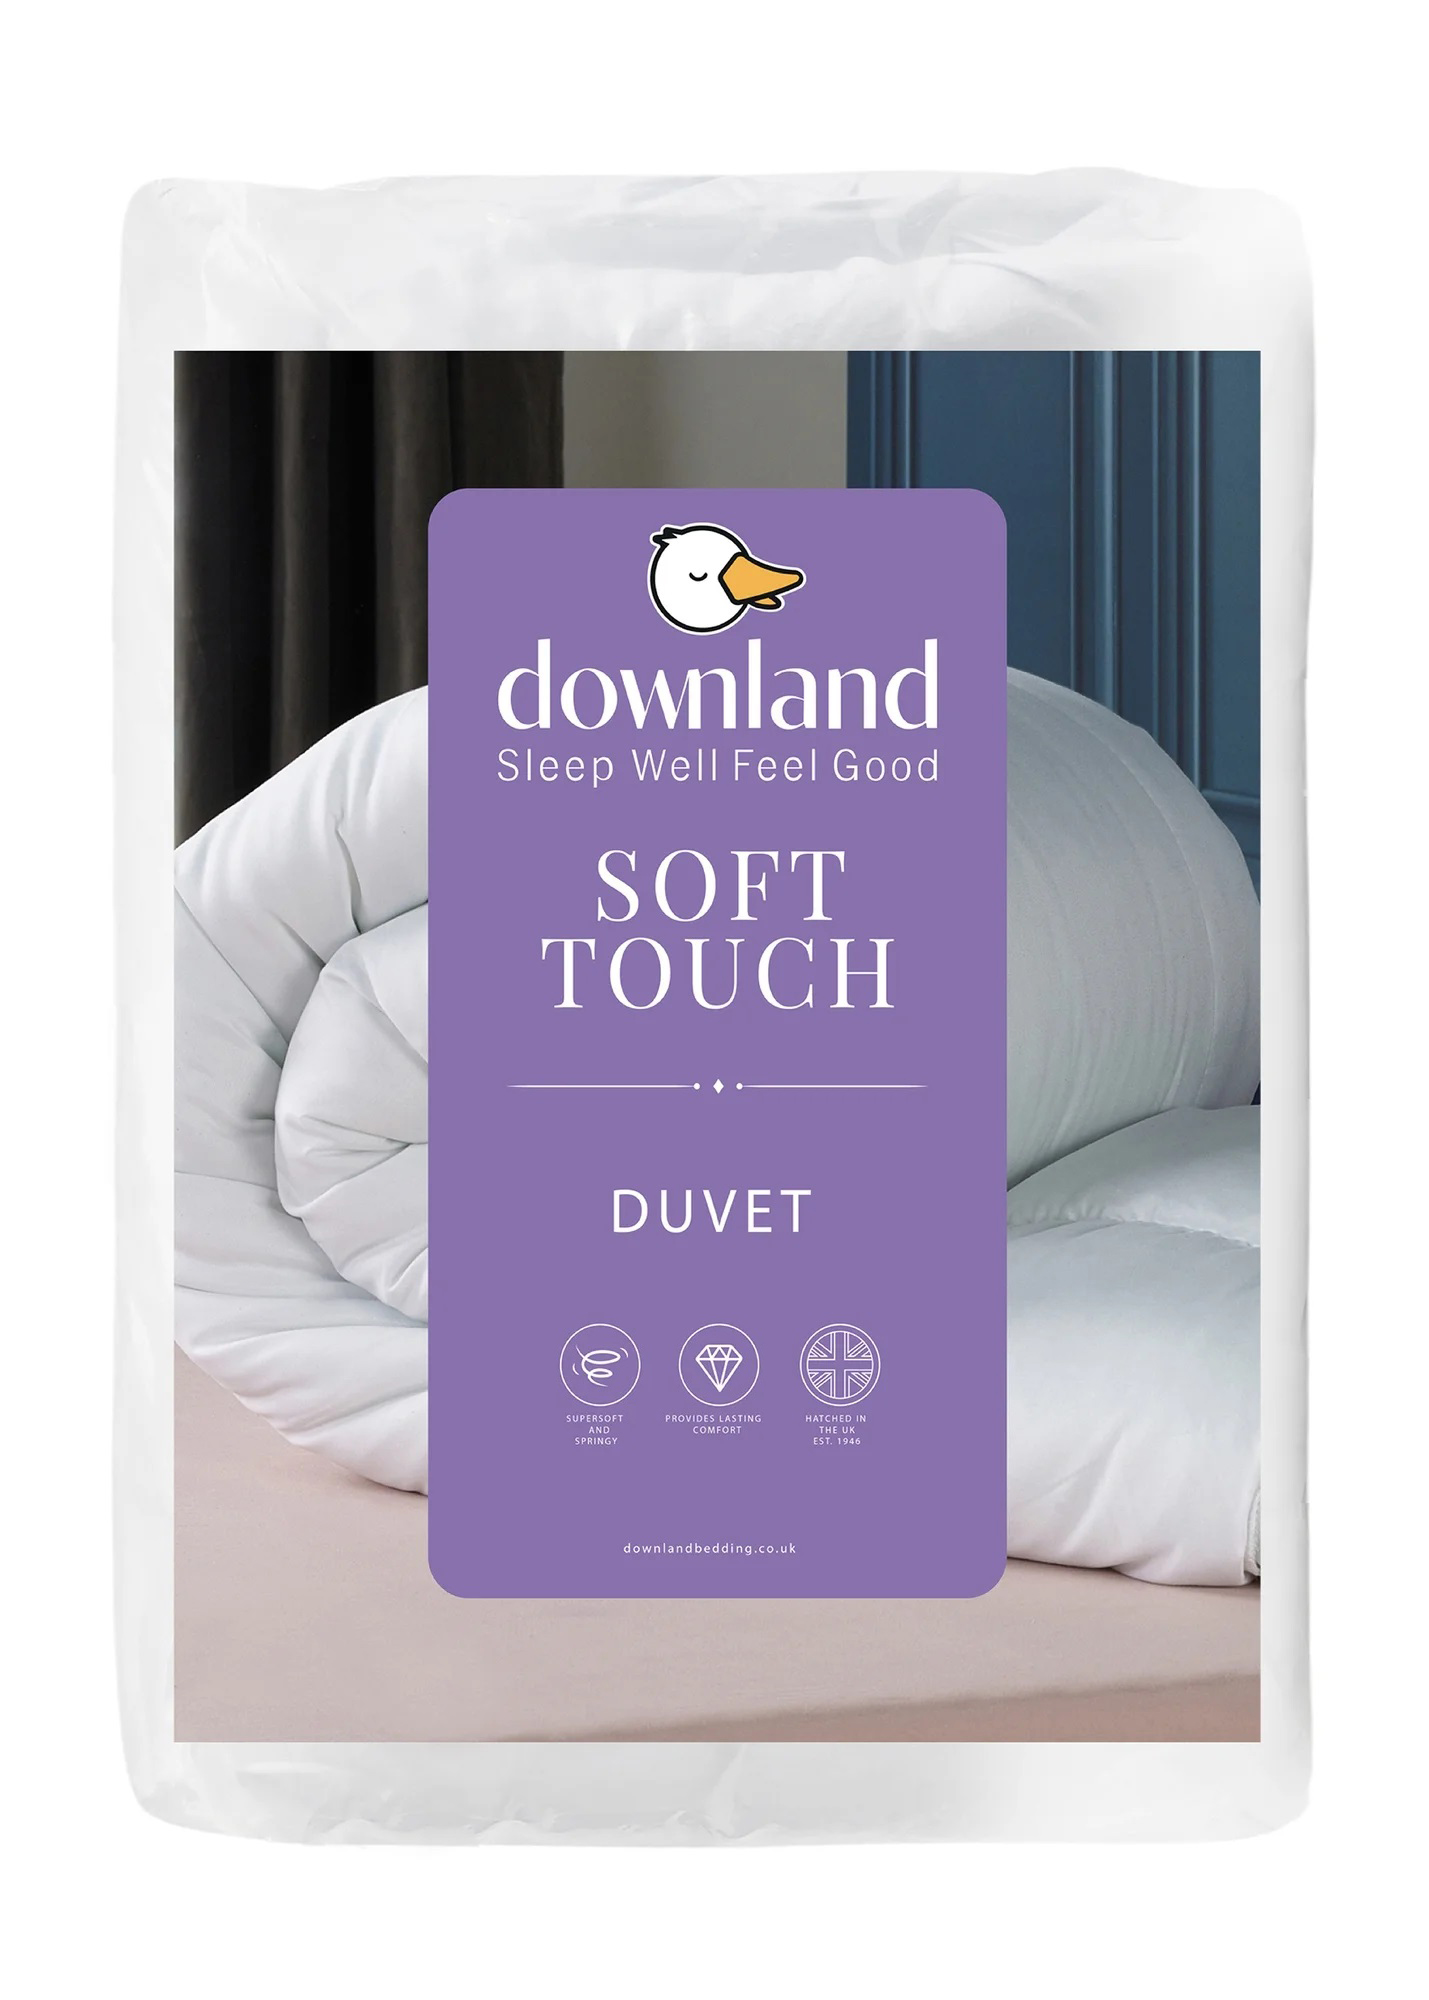 downland
Sleep Well Feel Good
SOFT
TOUCH
DUVET
SUPERSOFT
AND
SPRINGY
PROVIDES LASTING
COMFORT
HATCHED IN
THE UK
EST. 1946
downlandbedding.co.uk